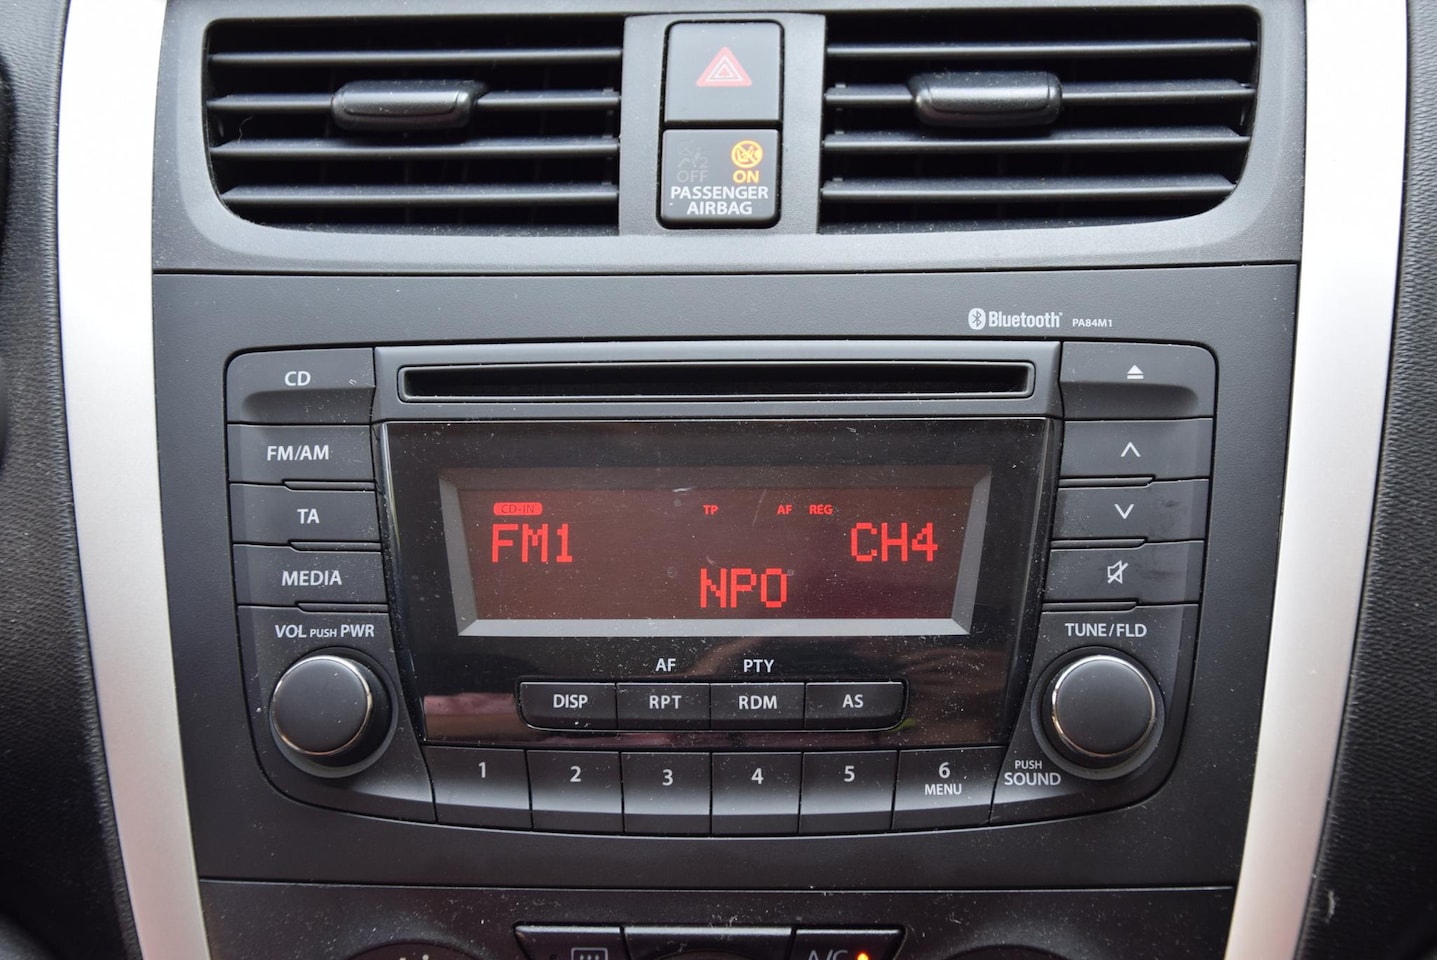 OFF ON
PASSENGER
AIRBAG
Bluetooth® PA84M1
CD
FM/AM
TA
MEDIA
VOL PUSH PWR
CD-IN TP AF REG
FM1 CH4
NPO
TUNE/FLD
AF PTY
DISP RPT RDM AS
1 2 3 4 5 6
MENU
PUSH
SOUND
A/C